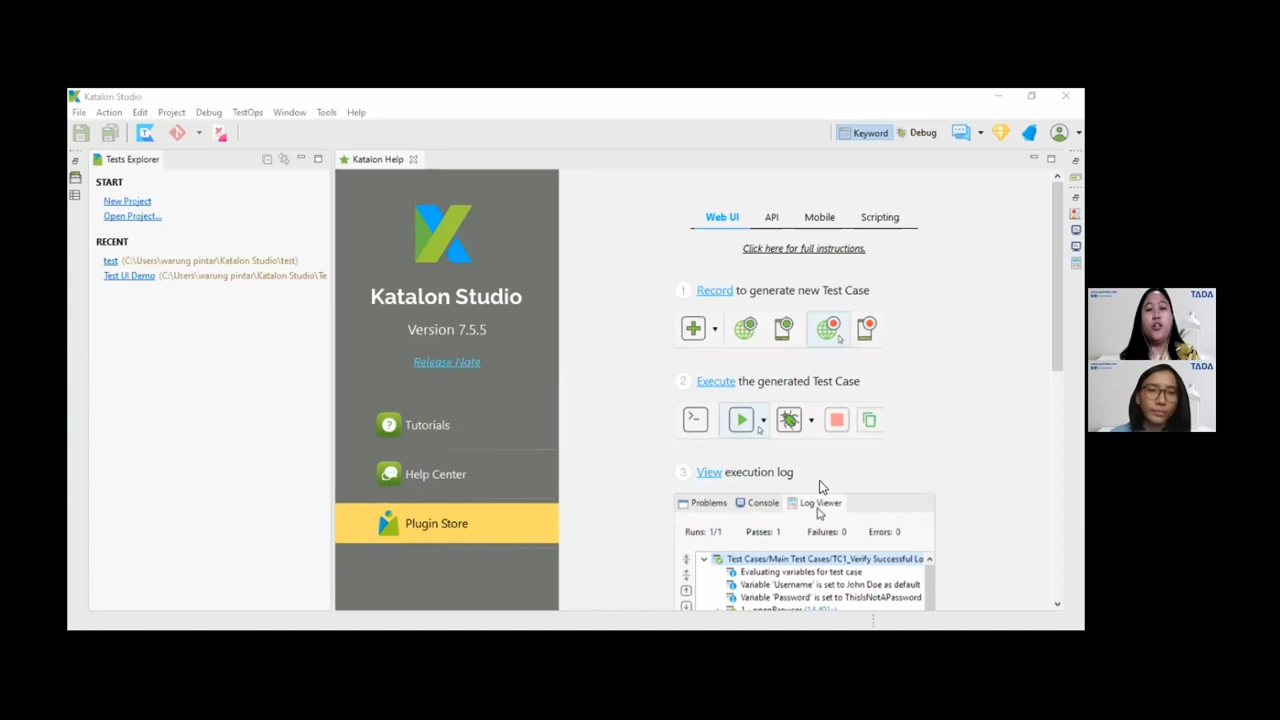 Katalon Studio
File Action Edit Project Debug TestOps Window Tools Help
Keyword Debug
Tests Explorer
Katalon Help
START
New Project
Open Project...
RECENT
test (C:\Users\warung pintar\Katalon Studio\test)
Test UI Demo (C:\Users\warung pintar\Katalon Studio\Te
Katalon Studio
Version 7.5.5
Release Note
Tutorials
Help Center
Plugin Store
Web UI API Mobile Scripting
Click here for full instructions.
1 Record to generate new Test Case
2 Execute the generated Test Case
3 View execution log
Problems Console Log Viewer
Runs: 1/1 Passes: 1 Failures: 0 Errors: 0
Test Cases/Main Test Cases/TC1_Verify Successful Lo
Evaluating variables for test case
Variable 'Username' is set to John Doe as default
Variable 'Password' is set to ThisIsNotAPassword
1 - openBrowser
TADA
TADA